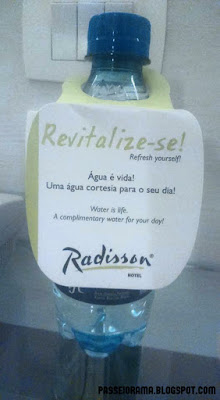 Revitalize-se!
Refresh yourself!
Água é vida!
Uma água cortesia para o seu dia!
Water is life.
A complimentary water for your day!
Radisson®
HOTEL
PASSEIORAMA.BLOGSPOT.COM